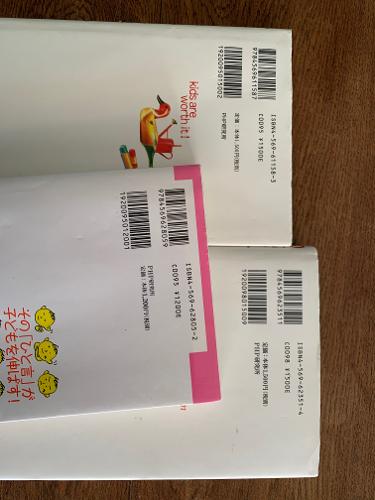 9784569611587
1920095015002
ISBN4-569-61158-3
C0095 ¥1500E
定価:本体1,500円(税別)
PHP研究所
kids are
worth it!
9784569628059
1920095012001
ISBN4-569-62805-2
C0095 ¥1200E
PHP研究所
定価:本体1,200円(税別)
その「ひと言」が
子どもを伸ばす!
9784569623511
1920098015009
ISBN4-569-62351-4
C0098 ¥1500E
定価:本体1,500円(税別)
PHP研究所